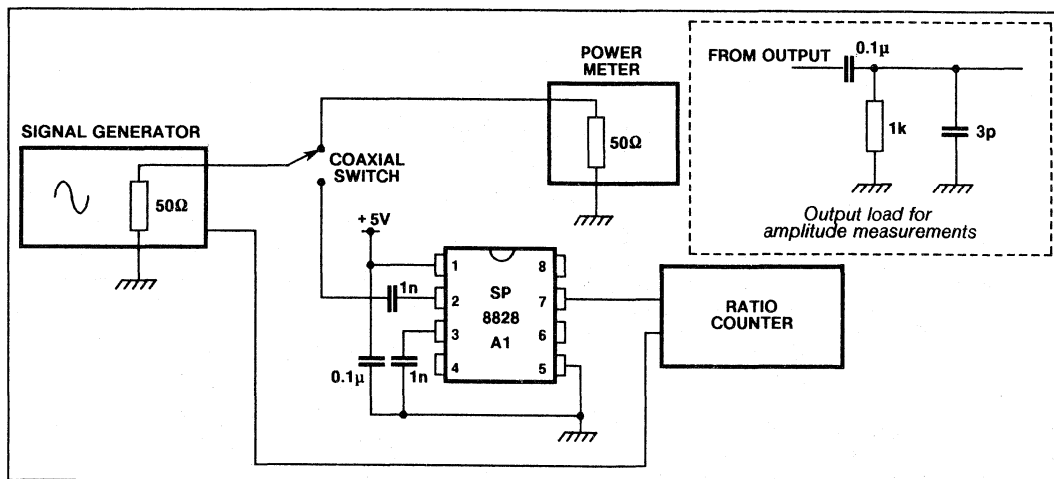 SIGNAL GENERATOR
50Ω
COAXIAL
SWITCH
POWER
METER
50Ω
FROM OUTPUT
0.1µ
1k
3p
Output load for
amplitude measurements
+ 5V
1n
0.1µ
1n
1
2
3
4
SP
8828
A1
8
7
6
5
RATIO
COUNTER